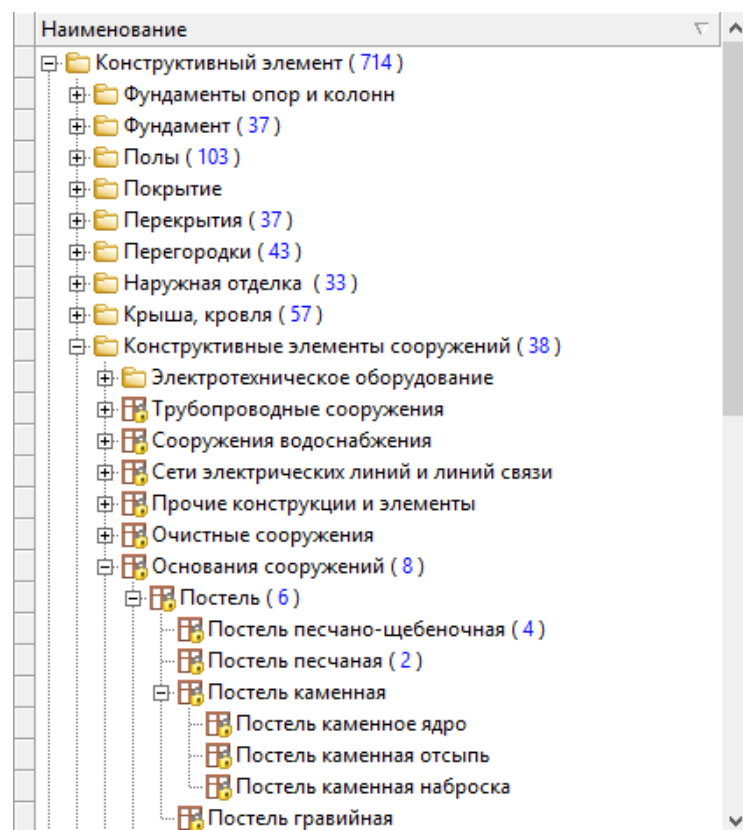 Наименование
Конструктивный элемент ( 714 )
Фундаменты опор и колонн
Фундамент ( 37 )
Полы ( 103 )
Покрытие
Перекрытия ( 37 )
Перегородки ( 43 )
Наружная отделка ( 33 )
Крыша, кровля ( 57 )
Конструктивные элементы сооружений ( 38 )
Электротехническое оборудование
Трубопроводные сооружения
Сооружения водоснабжения
Сети электрических линий и линий связи
Прочие конструкции и элементы
Очистные сооружения
Основания сооружений ( 8 )
Постель ( 6 )
Постель песчано-щебеночная ( 4 )
Постель песчаная ( 2 )
Постель каменная
Постель каменное ядро
Постель каменная отсыпь
Постель каменная наброска
Постель гравийная